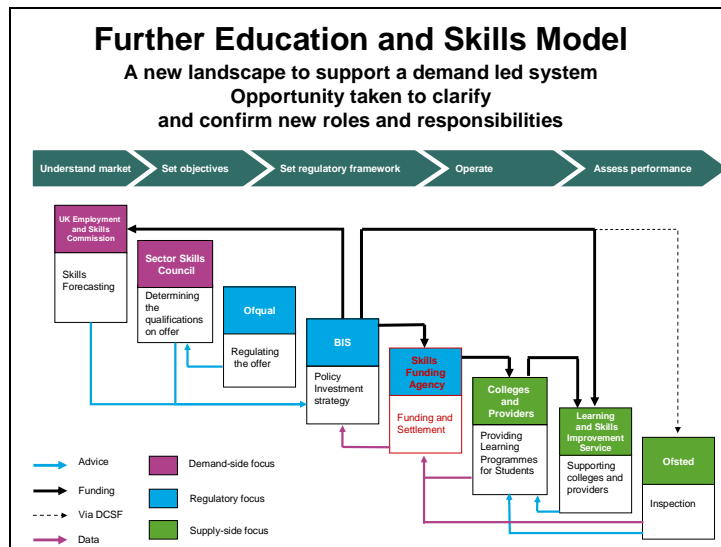 Further Education and Skills Model
A new landscape to support a demand led system
Opportunity taken to clarify
and confirm new roles and responsibilities
Understand market
Set objectives
Set regulatory framework
Operate
Assess performance
UK Employment
and Skills
Commission
Skills
Forecasting
Sector Skills
Council
Determining
the
qualifications
on offer
Ofqual
Regulating
the offer
BIS
Policy
Investment
strategy
Skills
Funding
Agency
Funding and
Settlement
Colleges
and
Providers
Providing
Learning
Programmes
for Students
Learning
and Skills
Improvement
Service
Supporting
colleges and
providers
Ofsted
Inspection
Advice
Funding
Via DCSF
Data
Demand-side focus
Regulatory focus
Supply-side focus